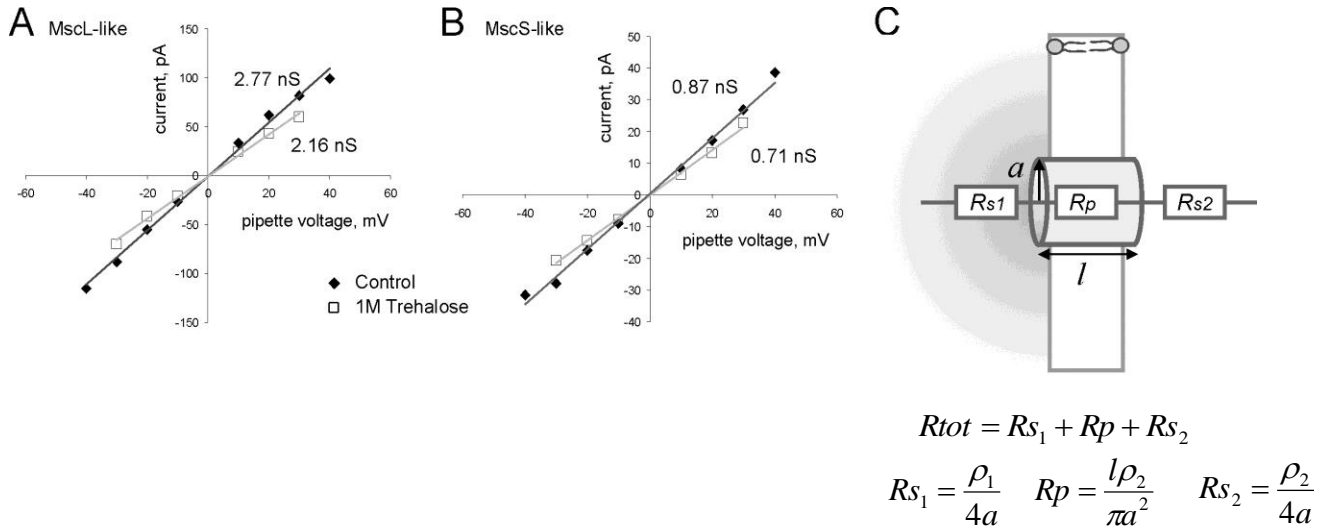 A MscL-like
current, pA
2.77 nS
2.16 nS
150
100
50
0
-50
-100
-150
-60 -40 -20 0 20 40 60
pipette voltage, mV
Control
1M Trehalose
B MscS-like
current, pA
0.87 nS
0.71 nS
50
40
30
20
10
0
-10
-20
-30
-40
-60 -40 -20 0 20 40 60
pipette voltage, mV
C
a
Rs1 Rp Rs2
l
Rtot = Rs₁ + Rp + Rs₂
Rs₁ = ρ₁/4a Rp = lρ₂/πa² Rs₂ = ρ₂/4a